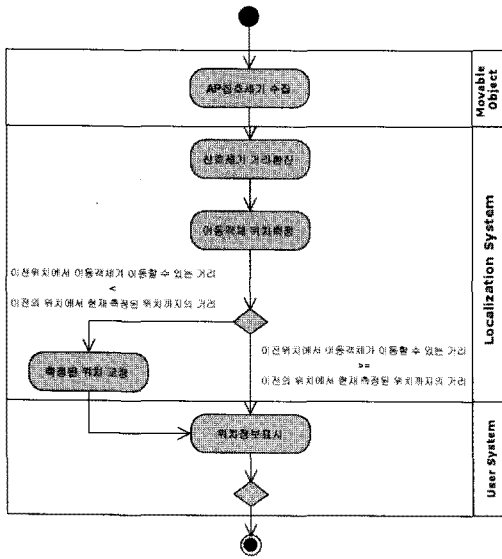 Movable
Object
AP신호세기 수집
Localization System
신호세기 거리환산
이동객체 위치측정
이전위치에서 이동객체가 이동할 수 있는 거리
<
이전의 위치에서 현재측정된 위치까지의 거리
이전위치에서 이동객체가 이동할 수 있는 거리
>=
이전의 위치에서 현재측정된 위치까지의 거리
측정된 위치 교정
User System
위치정보표시